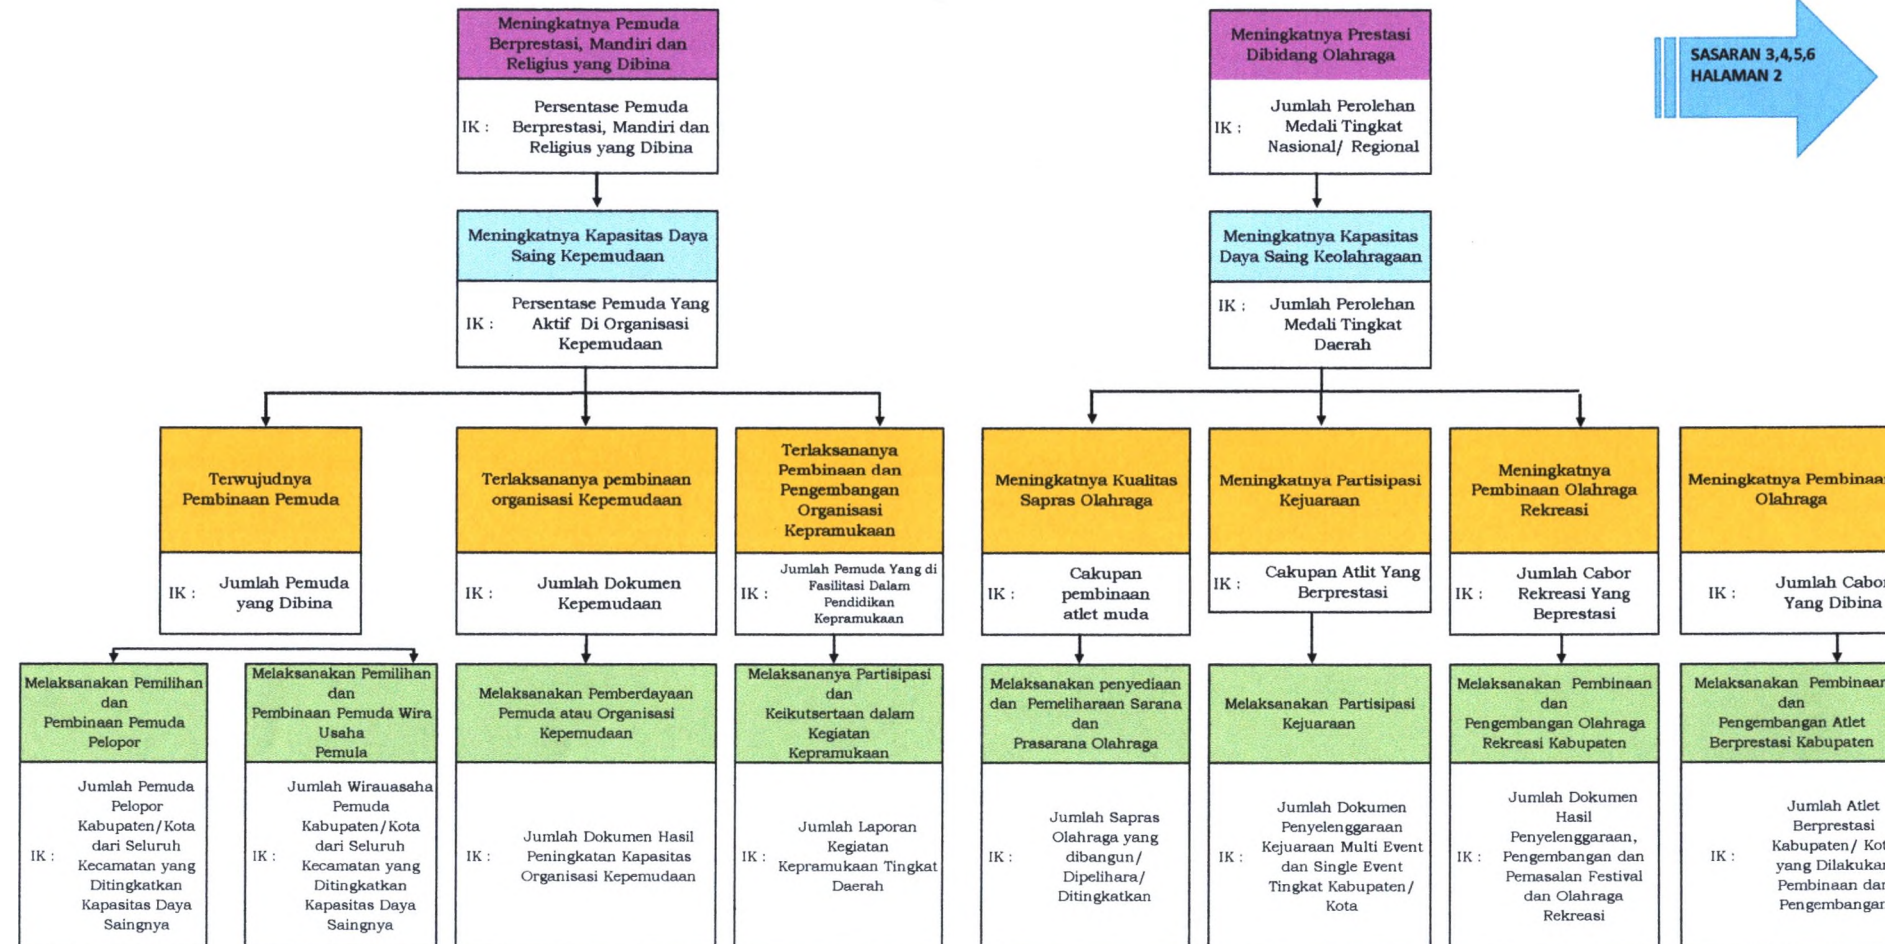 Meningkatnya Pemuda
Berprestasi, Mandiri dan
Religius yang Dibina
IK : Persentase Pemuda
Berprestasi, Mandiri dan
Religius yang Dibina
Meningkatnya Prestasi
Dibidang Olahraga
IK : Jumlah Perolehan
Medali Tingkat
Nasional/ Regional
SASARAN 3,4,5,6
HALAMAN 2
Meningkatnya Kapasitas Daya
Saing Kepemudaan
IK : Persentase Pemuda Yang
Aktif Di Organisasi
Kepemudaan
Meningkatnya Kapasitas
Daya Saing Keolahragaan
IK : Jumlah Perolehan
Medali Tingkat
Daerah
Terwujudnya
Pembinaan Pemuda
IK : Jumlah Pemuda
yang Dibina
Terlaksananya pembinaan
organisasi Kepemudaan
IK : Jumlah Dokumen
Kepemudaan
Terlaksananya
Pembinaan dan
Pengembangan
Organisasi
Kepramukaan
IK : Jumlah Pemuda Yang di
Fasilitasi Dalam
Pendidikan
Kepramukaan
Meningkatnya Kualitas
Sapras Olahraga
IK : Cakupan
pembinaan
atlet muda
Meningkatnya Partisipasi
Kejuaraan
IK : Cakupan Atlit Yang
Berprestasi
Meningkatnya
Pembinaan Olahraga
Rekreasi
IK : Jumlah Cabor
Rekreasi Yang
Beprestasi
Meningkatnya Pembinaan
Olahraga
IK : Jumlah Cabor
Yang Dibina
Melaksanakan Pemilihan
dan
Pembinaan Pemuda
Pelopor
IK : Jumlah Pemuda
Pelopor
Kabupaten/Kota
dari Seluruh
Kecamatan yang
Ditingkatkan
Kapasitas Daya
Saingnya
Melaksanakan Pemilihan
dan
Pembinaan Pemuda Wira
Usaha
Pemula
IK : Jumlah Wirauasaha
Pemuda
Kabupaten/Kota
dari Seluruh
Kecamatan yang
Ditingkatkan
Kapasitas Daya
Saingnya
Melaksanakan Pemberdayaan
Pemuda atau Organisasi
Kepemudaan
IK : Jumlah Dokumen Hasil
Peningkatan Kapasitas
Organisasi Kepemudaan
Melaksananya Partisipasi
dan
Keikutsertaan dalam
Kegiatan
Kepramukaan
IK : Jumlah Laporan
Kegiatan
Kepramukaan Tingkat
Daerah
Melaksanakan penyediaan
dan Pemeliharaan Sarana
dan
Prasarana Olahraga
IK : Jumlah Sapras
Olahraga yang
dibangun/
Dipelihara/
Ditingkatkan
Melaksanakan Partisipasi
Kejuaraan
IK : Jumlah Dokumen
Penyelenggaraan
Kejuaraan Multi Event
dan Single Event
Tingkat Kabupaten/
Kota
Melaksanakan Pembinaan
dan
Pengembangan Olahraga
Rekreasi Kabupaten
IK : Jumlah Dokumen
Hasil
Penyelenggaraan,
Pengembangan dan
Pemasalan Festival
dan Olahraga
Rekreasi
Melaksanakan Pembinaan
dan
Pengembangan Atlet
Berprestasi Kabupaten
IK : Jumlah Atlet
Berprestasi
Kabupaten/ Kot
yang Dilakukan
Pembinaan dan
Pengembangan